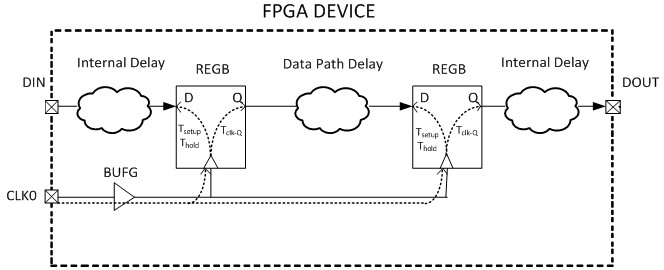 FPGA DEVICE
Internal Delay
Data Path Delay
Internal Delay
REGB
REGB
DIN
DOUT
D
Q
D
Q
Tsetup
Thold
Tclk-Q
Tsetup
Thold
Tclk-Q
BUFG
CLK0